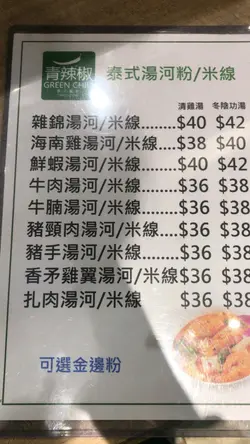 青辣椒
GREEN CHILI
泰式湯河粉/米線
清雞湯 冬陰功湯
雜錦湯河/米線........$40 $42
海南雞湯河/米線.....$38 $40
鮮蝦湯河/米線........$40 $42
牛肉湯河/米線........$36 $38
牛腩湯河/米線........$36 $38
豬頸肉湯河/米線.....$36 $38
豬手湯河/米線........$36 $38
香矛雞翼湯河/米線$36 $38
扎肉湯河/米線 $36 $38
可選金邊粉